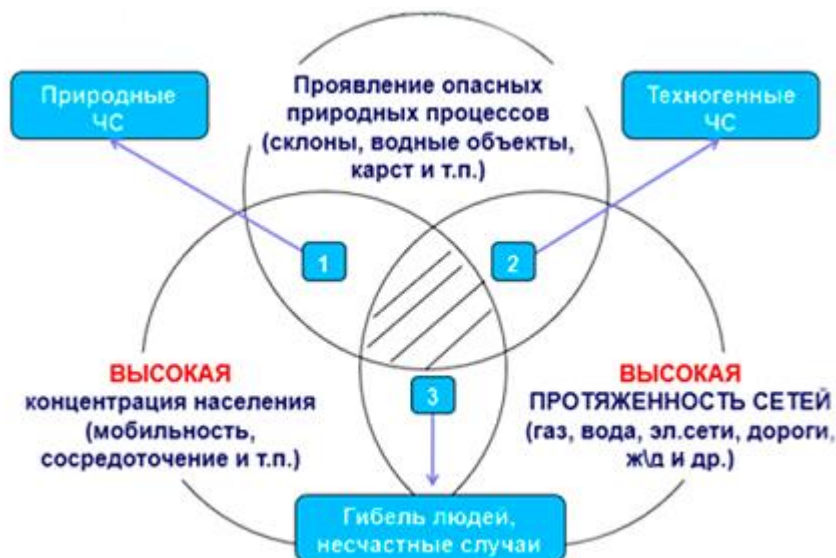 Природные
ЧС
Проявление опасных
природных процессов
(склоны, водные объекты,
карст и т.п.)
Техногенные
ЧС
1
2
ВЫСОКАЯ
концентрация населения
(мобильность,
сосредоточение и т.п.)
3
ВЫСОКАЯ
ПРОТЯЖЕННОСТЬ СЕТЕЙ
(газ, вода, эл.сети, дороги,
ж\д и др.)
Гибель людей,
несчастные случаи